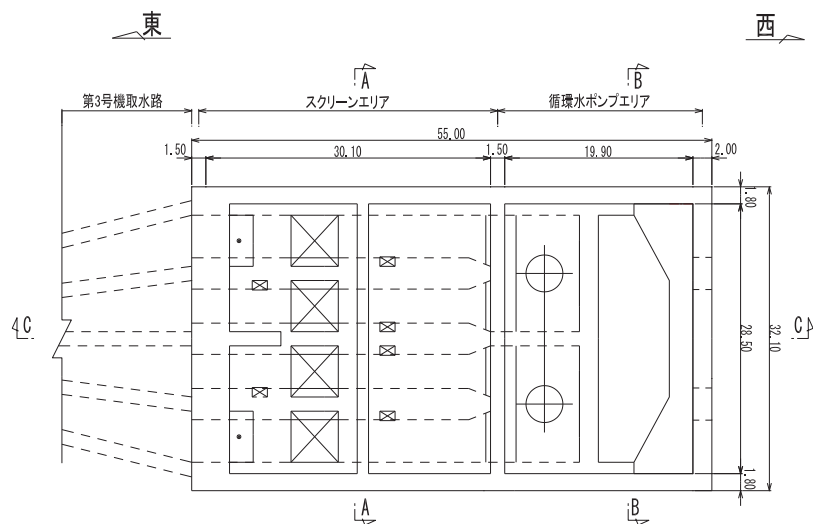 東
西
A
B
第3号機取水路
スクリーンエリア
循環水ポンプエリア
55.00
1.50
30.10
1.50
19.90
2.00
1.80
C
C
28.50
32.10
1.80
A
B